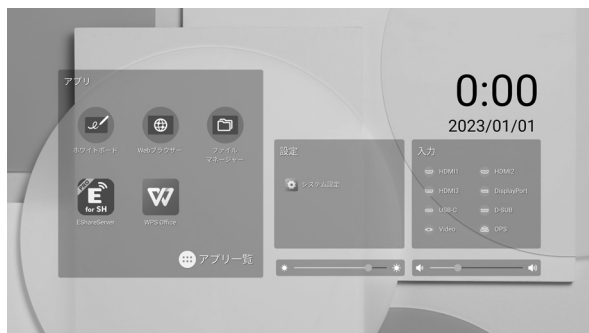 アプリ
ホワイトボード
Webブラウザー
ファイル
マネージャー
PRO
E
for SH
EShareServer
W
WPS Office
アプリ一覧
0:00
2023/01/01
設定
システム設定
入力
HDMI1
HDMI2
HDMI3
DisplayPort
USB-C
D-SUB
Video
OPS